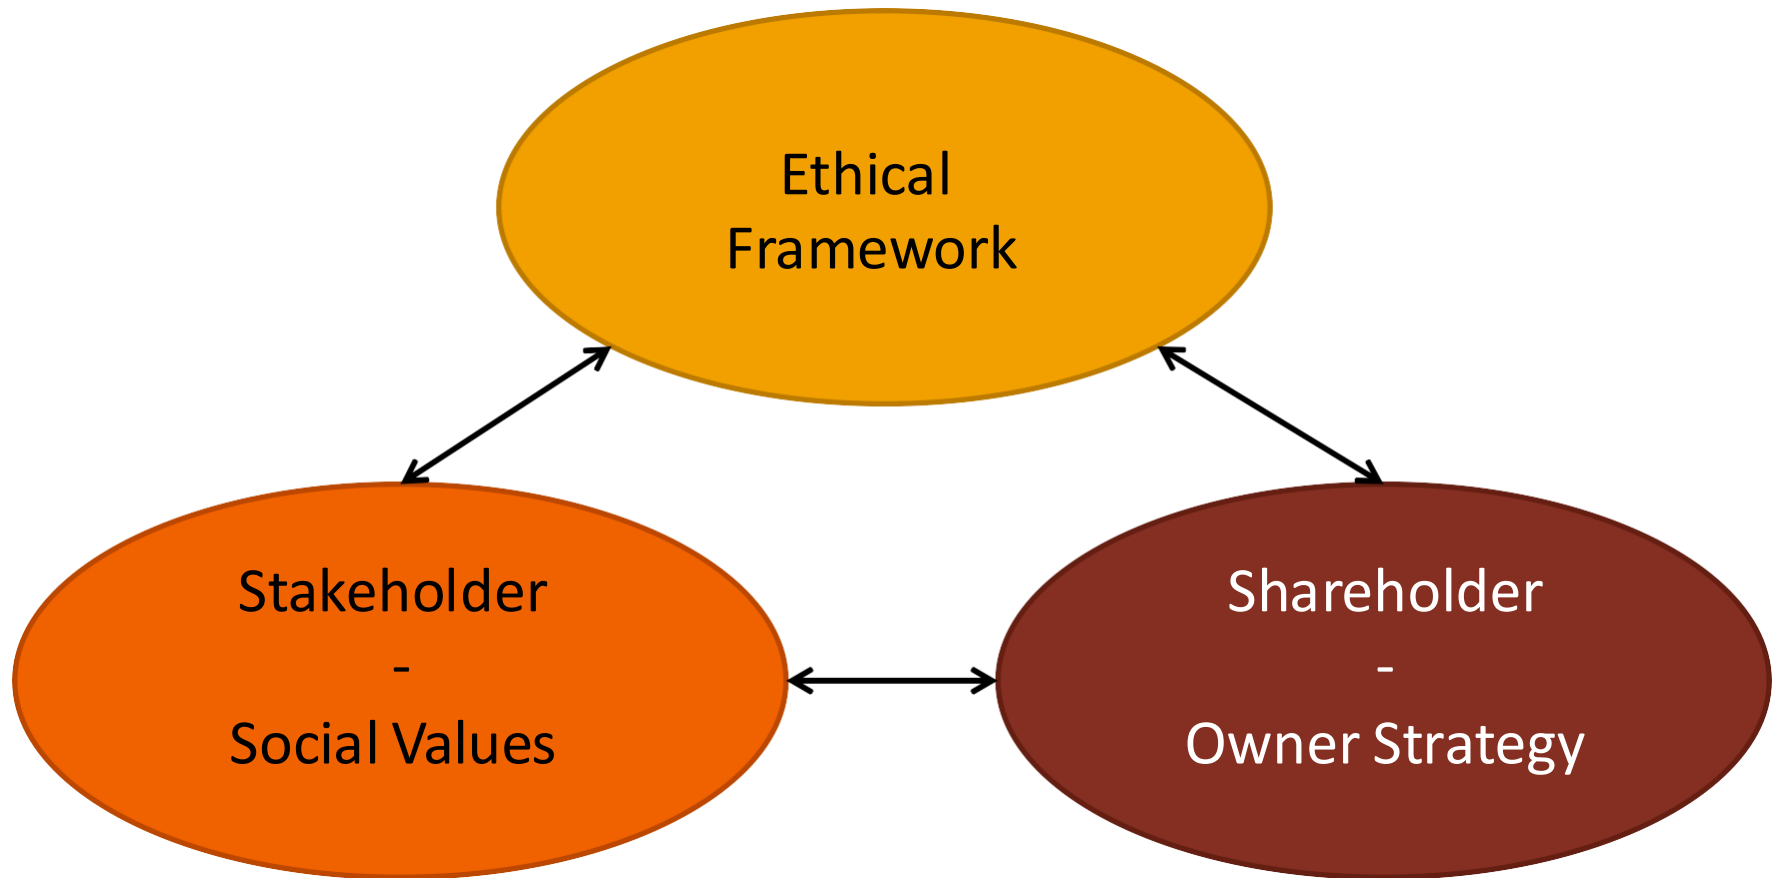 Ethical
Framework
Stakeholder
-
Social Values
Shareholder
-
Owner Strategy